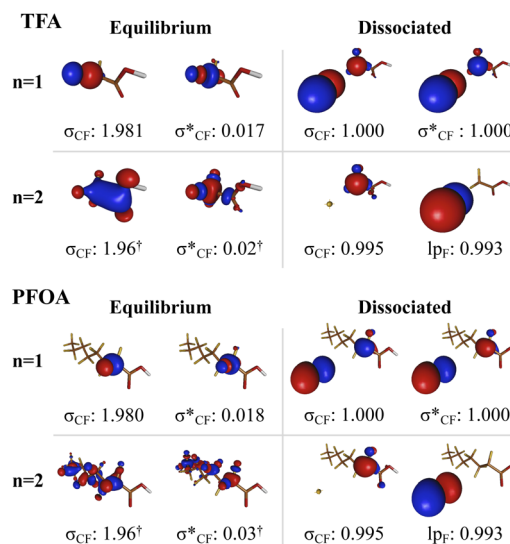 TFA
Equilibrium Dissociated
n=1
σCF: 1.981 σ*CF: 0.017 σCF: 1.000 σ*CF : 1.000
n=2
σCF: 1.96† σ*CF: 0.02† σCF: 0.995 lpF: 0.993
PFOA
Equilibrium Dissociated
n=1
σCF: 1.980 σ*CF: 0.018 σCF: 1.000 σ*CF: 1.000
n=2
σCF: 1.96† σ*CF: 0.03† σCF: 0.995 lpF: 0.993